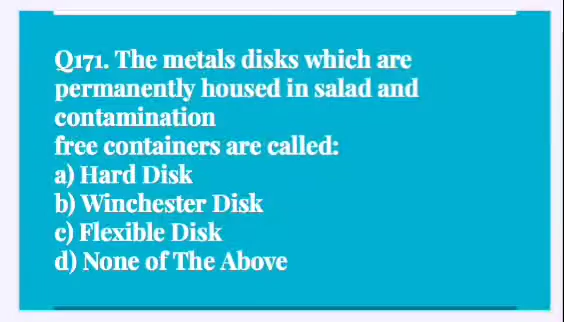 Q171. The metals disks which are
permanently housed in salad and
contamination
free containers are called:
a) Hard Disk
b) Winchester Disk
c) Flexible Disk
d) None of The Above